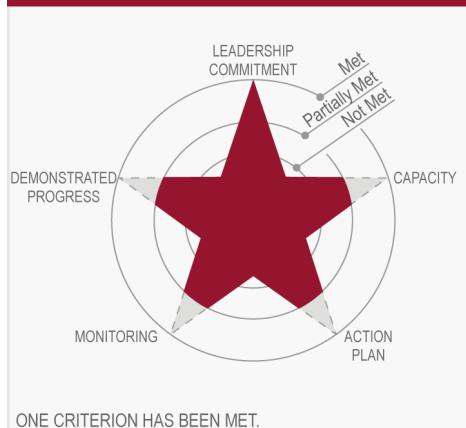 LEADERSHIP
COMMITMENT
Met
Partially Met
Not Met
DEMONSTRATED
PROGRESS
CAPACITY
MONITORING
ACTION
PLAN
ONE CRITERION HAS BEEN MET.